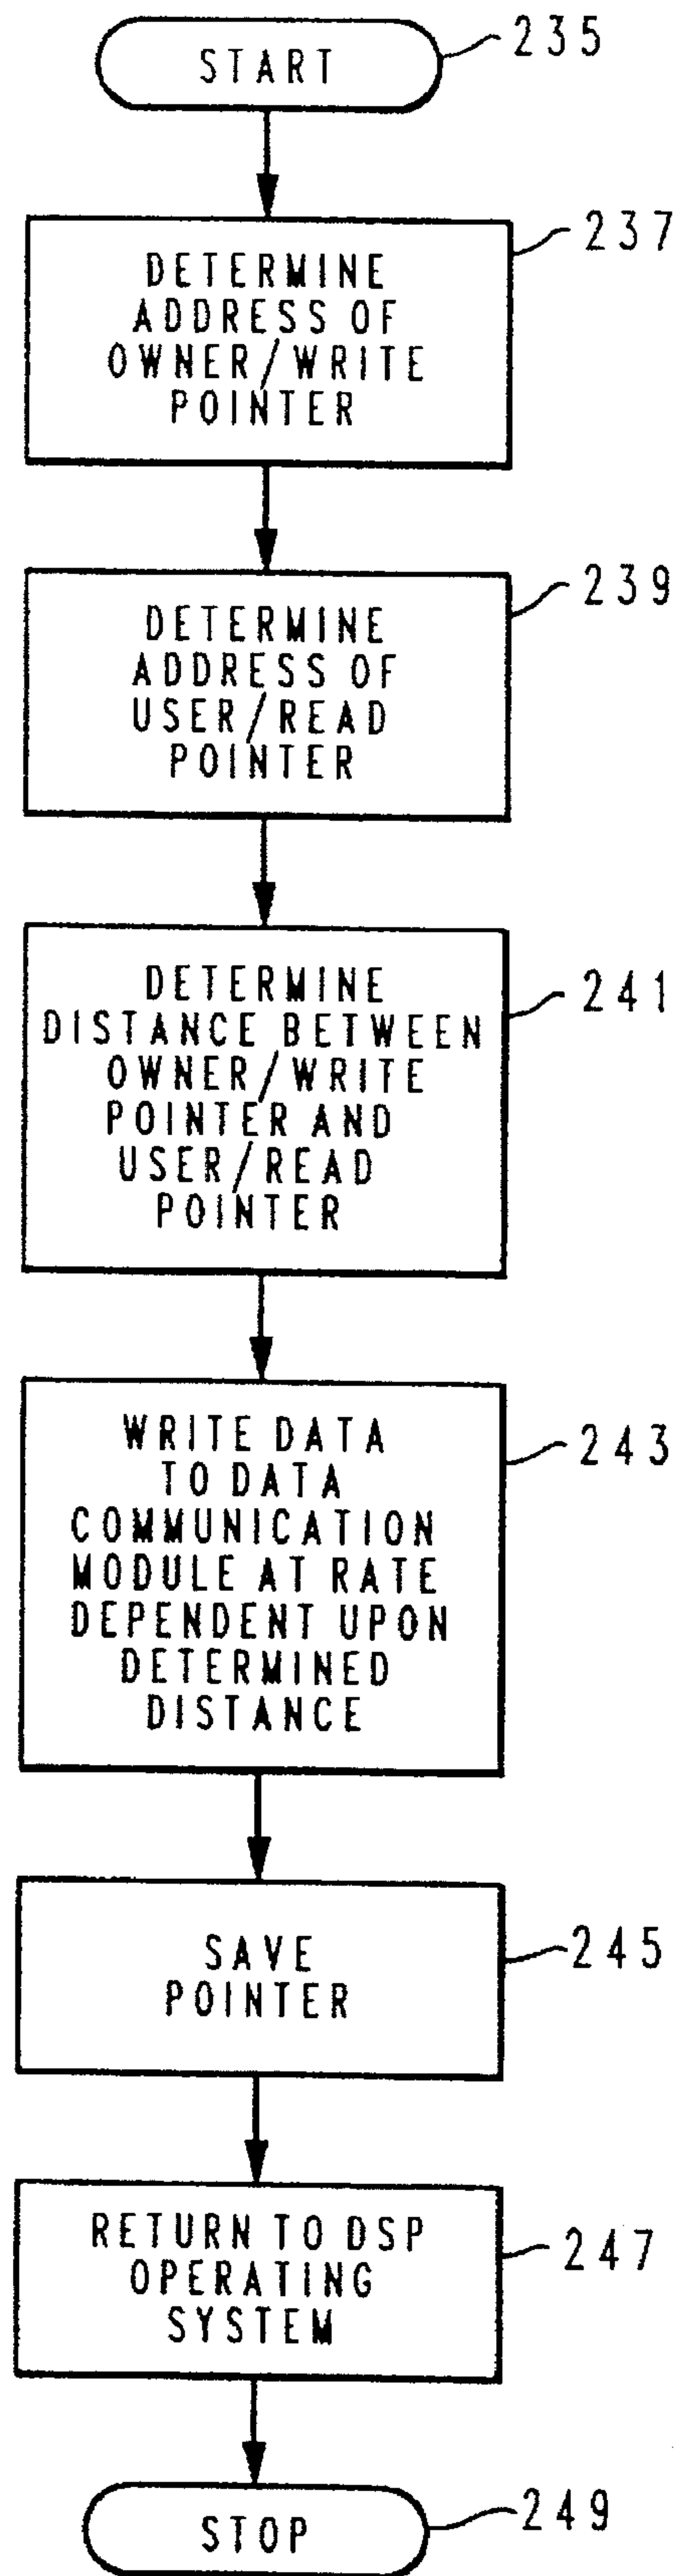 START
235
DETERMINE
ADDRESS OF
OWNER/WRITE
POINTER
237
DETERMINE
ADDRESS OF
USER/READ
POINTER
239
DETERMINE
DISTANCE BETWEEN
OWNER/WRITE
POINTER AND
USER/READ
POINTER
241
WRITE DATA
TO DATA
COMMUNICATION
MODULE AT RATE
DEPENDENT UPON
DETERMINED
DISTANCE
243
SAVE
POINTER
245
RETURN TO DSP
OPERATING
SYSTEM
247
STOP
249